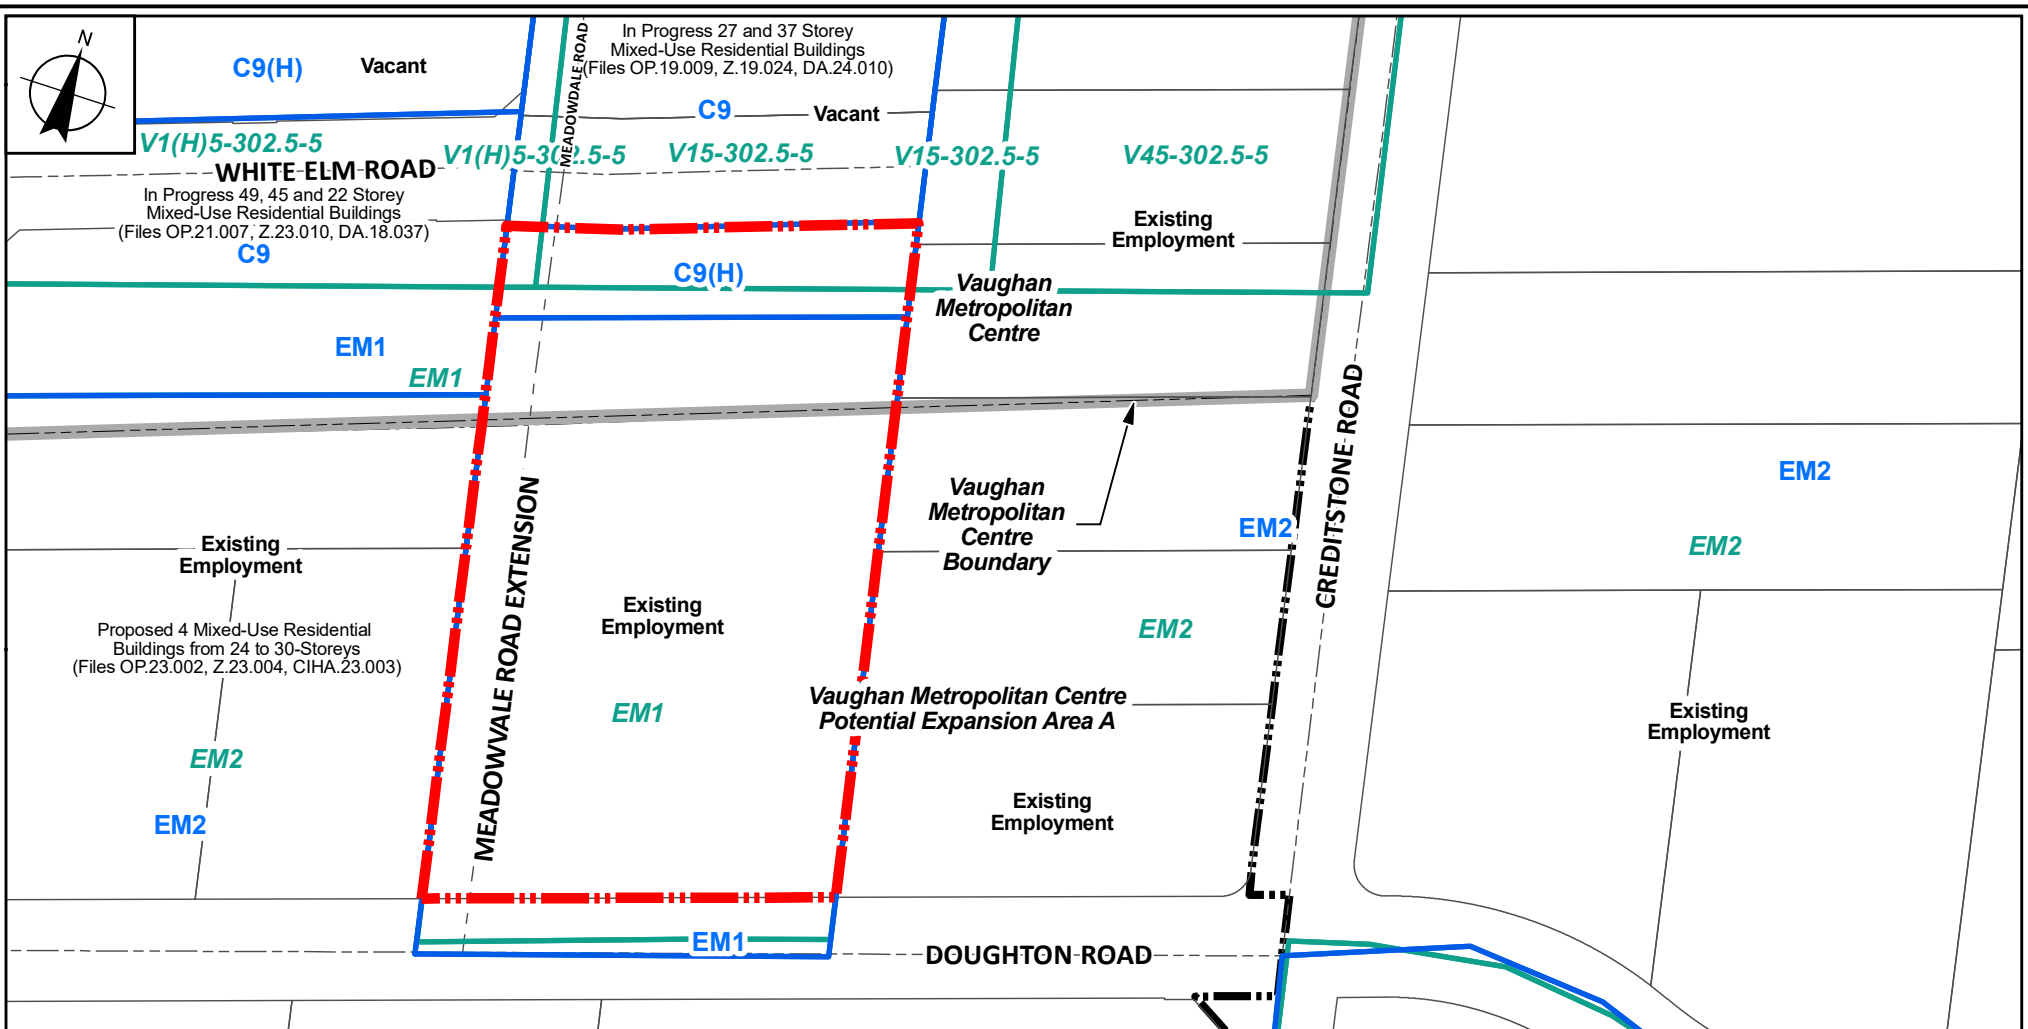 N
C9(H)
Vacant
MEADOWDALE ROAD
In Progress 27 and 37 Storey
Mixed-Use Residential Buildings
(Files OP.19.009, Z.19.024, DA.24.010)
C9
Vacant
V1(H)5-302.5-5
V1(H)5-302.5-5
V15-302.5-5
V15-302.5-5
V45-302.5-5
WHITE ELM ROAD
In Progress 49, 45 and 22 Storey
Mixed-Use Residential Buildings
(Files OP.21.007, Z.23.010, DA.18.037)
C9
Existing
Employment
C9(H)
Vaughan
Metropolitan
Centre
EM1
EM1
CREDITSTONE ROAD
Vaughan
Metropolitan
Centre
Boundary
EM2
EM2
EM2
Existing
Employment
MEADOWVALE ROAD EXTENSION
Existing
Employment
EM2
Proposed 4 Mixed-Use Residential
Buildings from 24 to 30-Storeys
(Files OP.23.002, Z.23.004, CIHA.23.003)
Vaughan Metropolitan Centre
Potential Expansion Area A
EM1
Existing
Employment
EM2
EM2
Existing
Employment
EM1
DOUGHTON ROAD